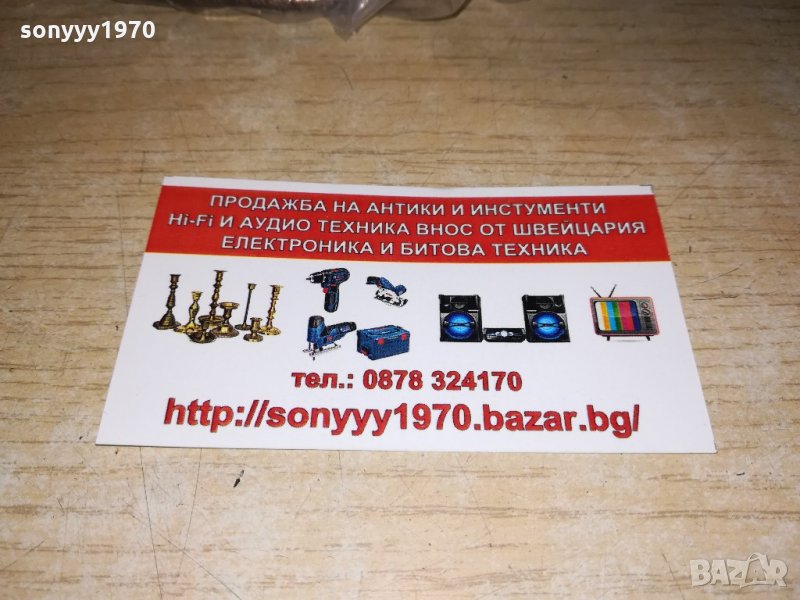 sonyyy1970
ПРОДАЖБА НА АНТИКИ И ИНСТУМЕНТИ
Hi-Fi И АУДИО ТЕХНИКА ВНОС ОТ ШВЕЙЦАРИЯ
ЕЛЕКТРОНИКА И БИТОВА ТЕХНИКА
тел.: 0878 324170
http://sonyyy1970.bazar.bg/
BAZAR